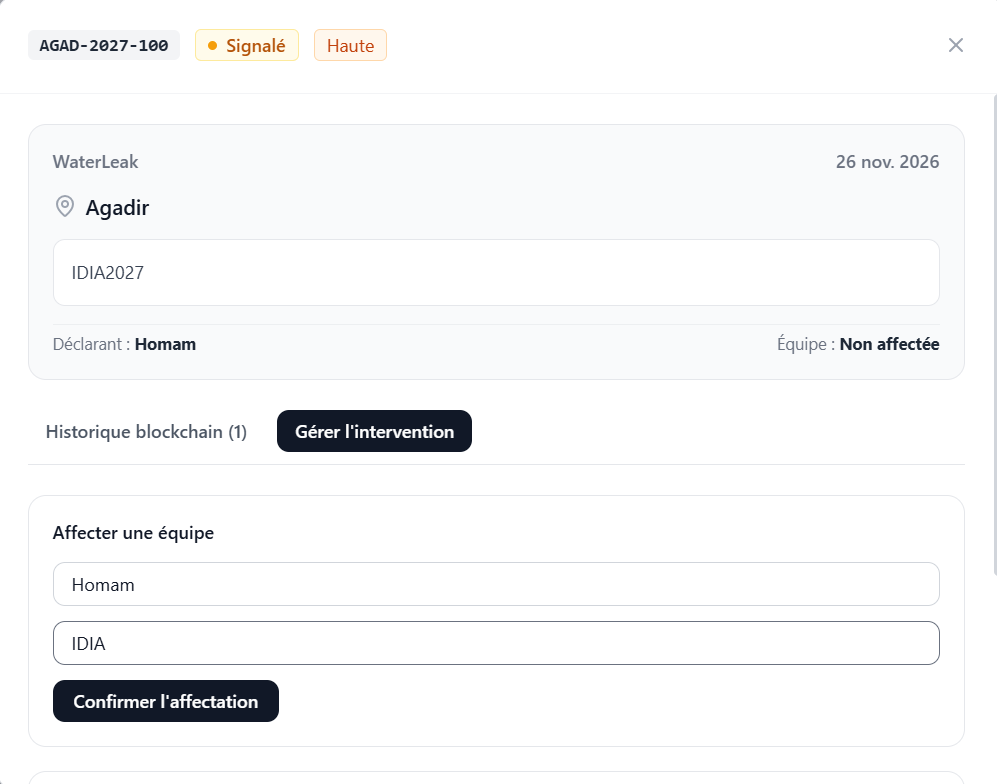 AGAD-2027-100 Signalé Haute
WaterLeak 26 nov. 2026
Agadir
IDIA2027
Déclarant : Homam Équipe : Non affectée
Historique blockchain (1) Gérer l'intervention
Affecter une équipe
Homam
IDIA
Confirmer l'affectation